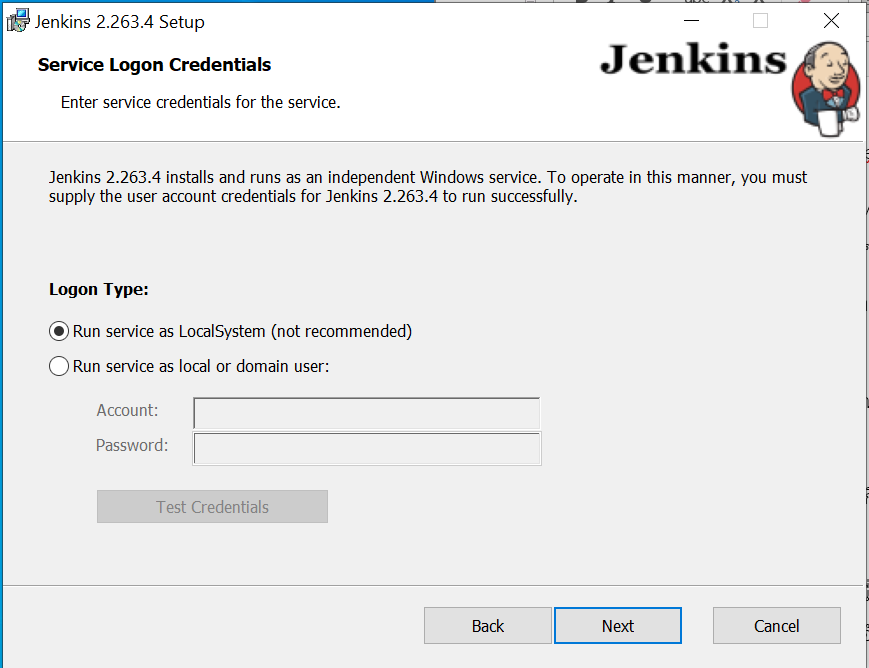 Jenkins 2.263.4 Setup
Service Logon Credentials
Jenkins
Enter service credentials for the service.
Jenkins 2.263.4 installs and runs as an independent Windows service. To operate in this manner, you must
supply the user account credentials for Jenkins 2.263.4 to run successfully.
Logon Type:
Run service as LocalSystem (not recommended)
Run service as local or domain user:
Account:
Password:
Test Credentials
Back
Next
Cancel